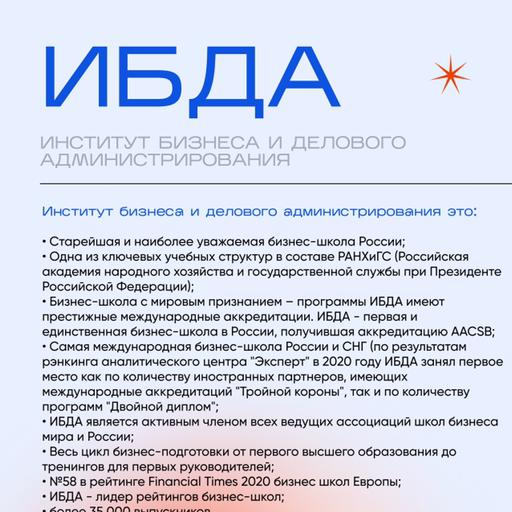 ИБДА
ИНСТИТУТ БИЗНЕСА И ДЕЛОВОГО
АДМИНИСТРИРОВАНИЯ
Институт бизнеса и делового администрирования это:
• Старейшая и наиболее уважаемая бизнес-школа России;
• Одна из ключевых учебных структур в составе РАНХиГС (Российская
академия народного хозяйства и государственной службы при Президенте
Российской Федерации);
• Бизнес-школа с мировым признанием – программы ИБДА имеют
престижные международные аккредитации. ИБДА - первая и
единственная бизнес-школа в России, получившая аккредитацию AACSB;
• Самая международная бизнес-школа России и СНГ (по результатам
рэнкинга аналитического центра "Эксперт" в 2020 году ИБДА занял первое
место как по количеству иностранных партнеров, имеющих
международные аккредитаций "Тройной короны", так и по количеству
программ "Двойной диплом";
• ИБДА является активным членом всех ведущих ассоциаций школ бизнеса
мира и России;
• Весь цикл бизнес-подготовки от первого высшего образования до
тренингов для первых руководителей;
• №58 в рейтинге Financial Times 2020 бизнес школ Европы;
• ИБДА - лидер рейтингов бизнес-школ;
• более 35 000 выпускников